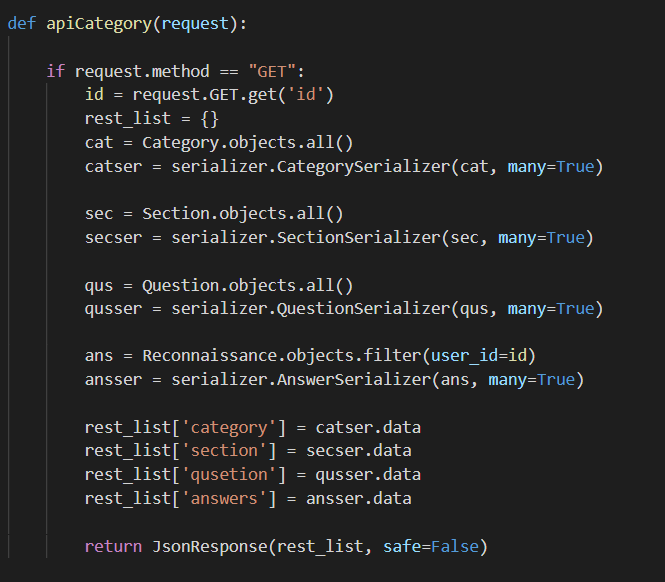 def apiCategory(request):
if request.method == "GET":
id = request.GET.get('id')
rest_list = {}
cat = Category.objects.all()
catser = serializer.CategorySerializer(cat, many=True)
sec = Section.objects.all()
secser = serializer.SectionSerializer(sec, many=True)
qus = Question.objects.all()
qusser = serializer.QuestionSerializer(qus, many=True)
ans = Reconnaissance.objects.filter(user_id=id)
ansser = serializer.AnswerSerializer(ans, many=True)
rest_list['category'] = catser.data
rest_list['section'] = secser.data
rest_list['qusetion'] = qusser.data
rest_list['answers'] = ansser.data
return JsonResponse(rest_list, safe=False)